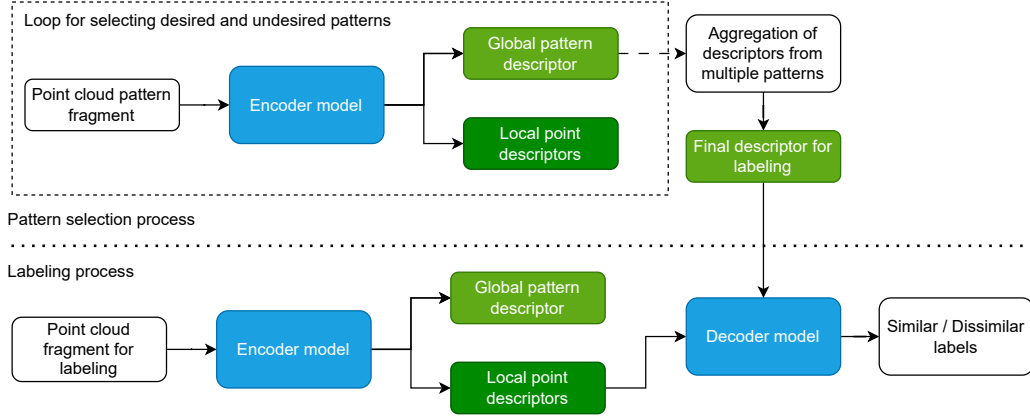 Loop for selecting desired and undesired patterns
Point cloud pattern
fragment
Encoder model
Global pattern
descriptor
Local point
descriptors
Aggregation of
descriptors from
multiple patterns
Final descriptor for
labeling
Pattern selection process
Labeling process
Point cloud
fragment for
labeling
Encoder model
Global pattern
descriptor
Local point
descriptors
Decoder model
Similar / Dissimilar
labels